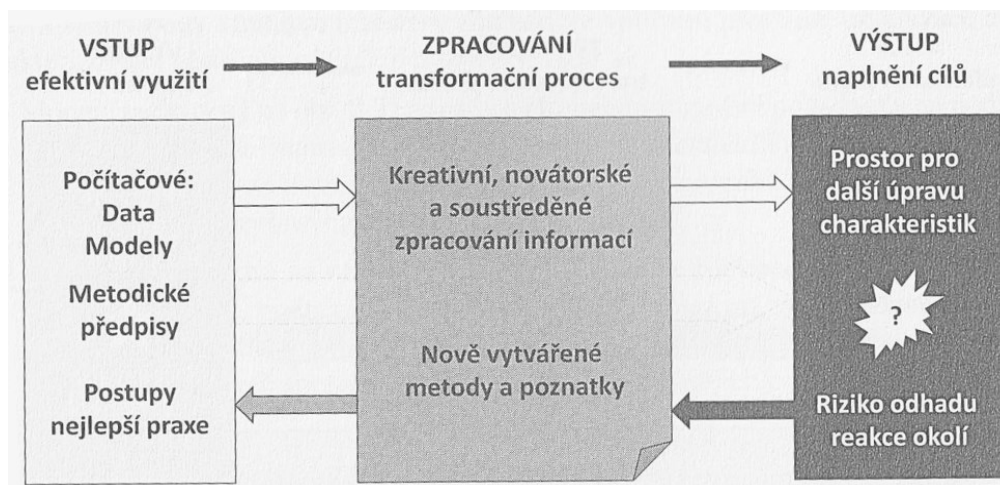 VSTUP
efektivní využití
ZPRACOVÁNÍ
transformační proces
VÝSTUP
naplnění cílů
Počítačové:
Data
Modely
Metodické
předpisy
Postupy
nejlepší praxe
Kreativní, novátorské
a soustředěné
zpracování informací
Nově vytvářené
metody a poznatky
Prostor pro
další úpravu
charakteristik
?
Riziko odhadu
reakce okolí